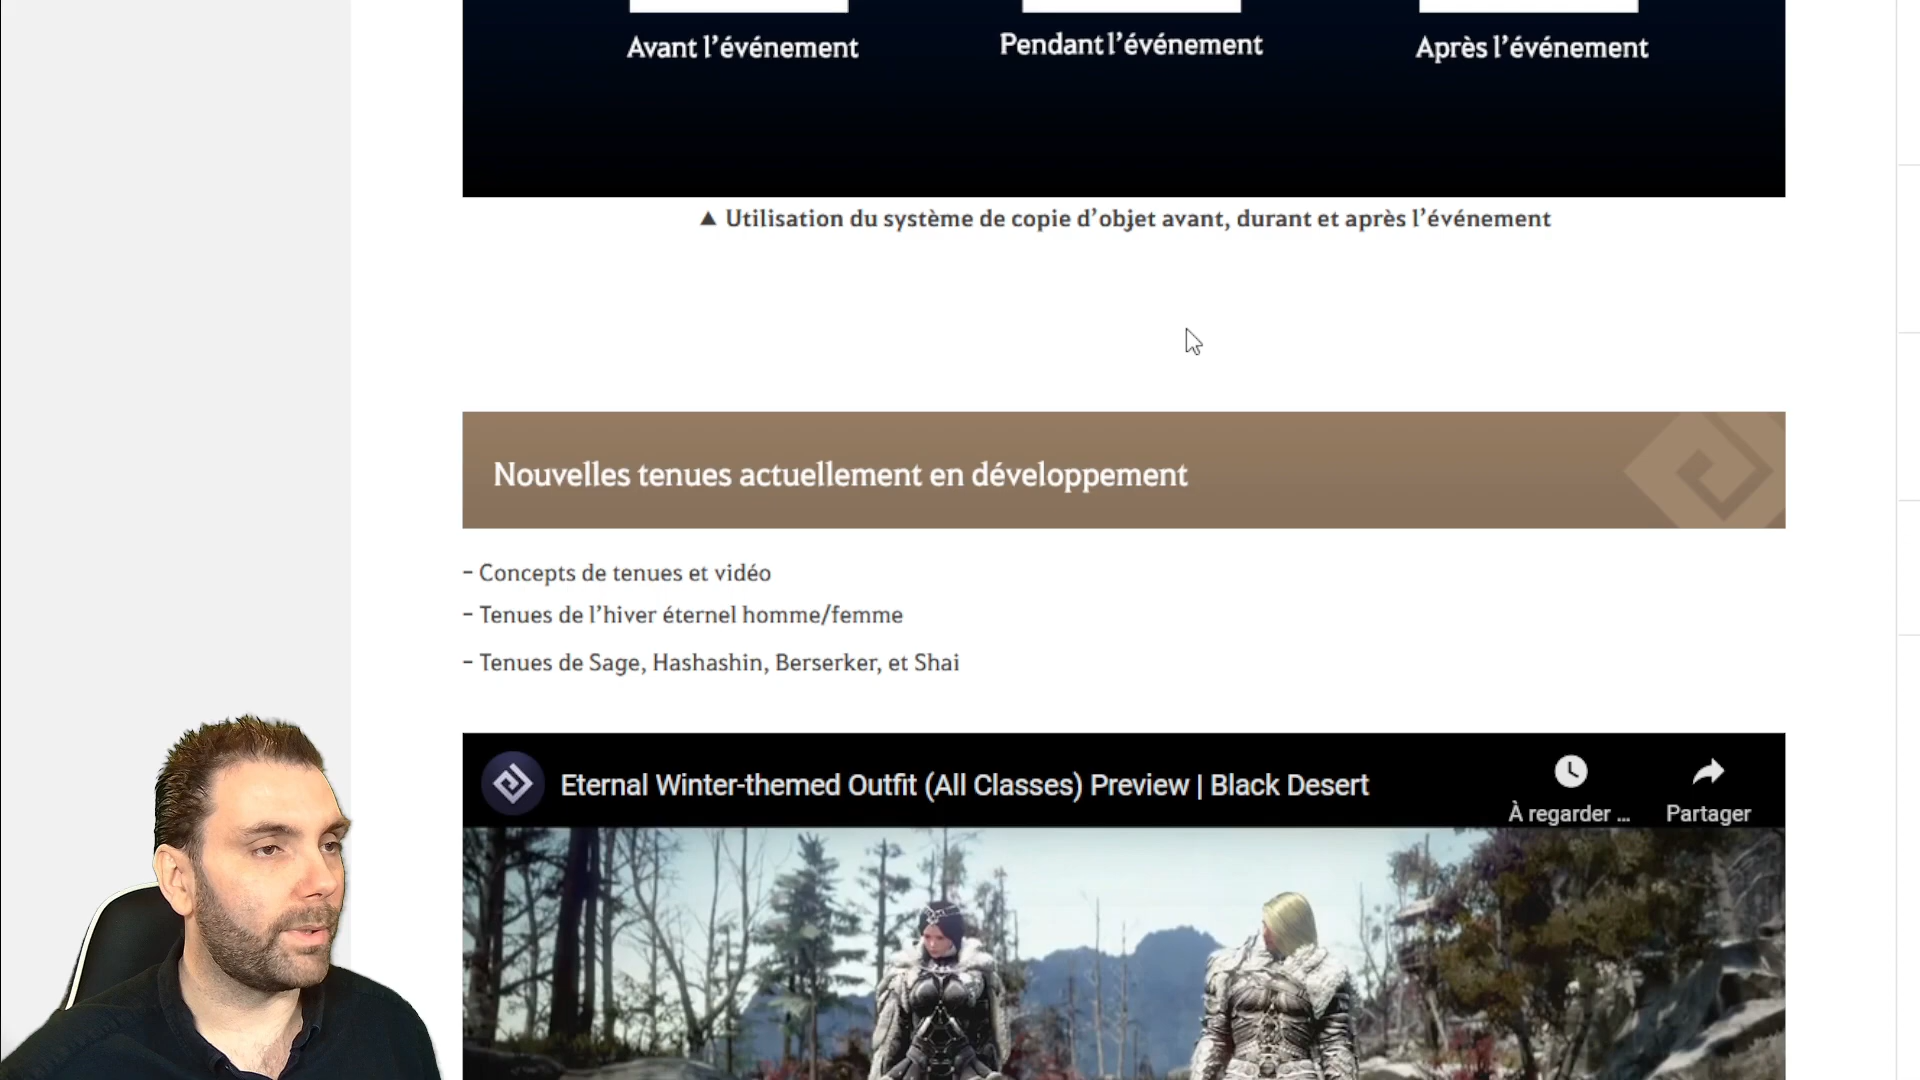 Avant l’événement
Pendant l’événement
Après l’événement
▲ Utilisation du système de copie d’objet avant, durant et après l’événement
Nouvelles tenues actuellement en développement
- Concepts de tenues et vidéo
- Tenues de l’hiver éternel homme/femme
- Tenues de Sage, Hashashin, Berserker, et Shai
Eternal Winter-themed Outfit (All Classes) Preview | Black Desert
À regarder ...
Partager